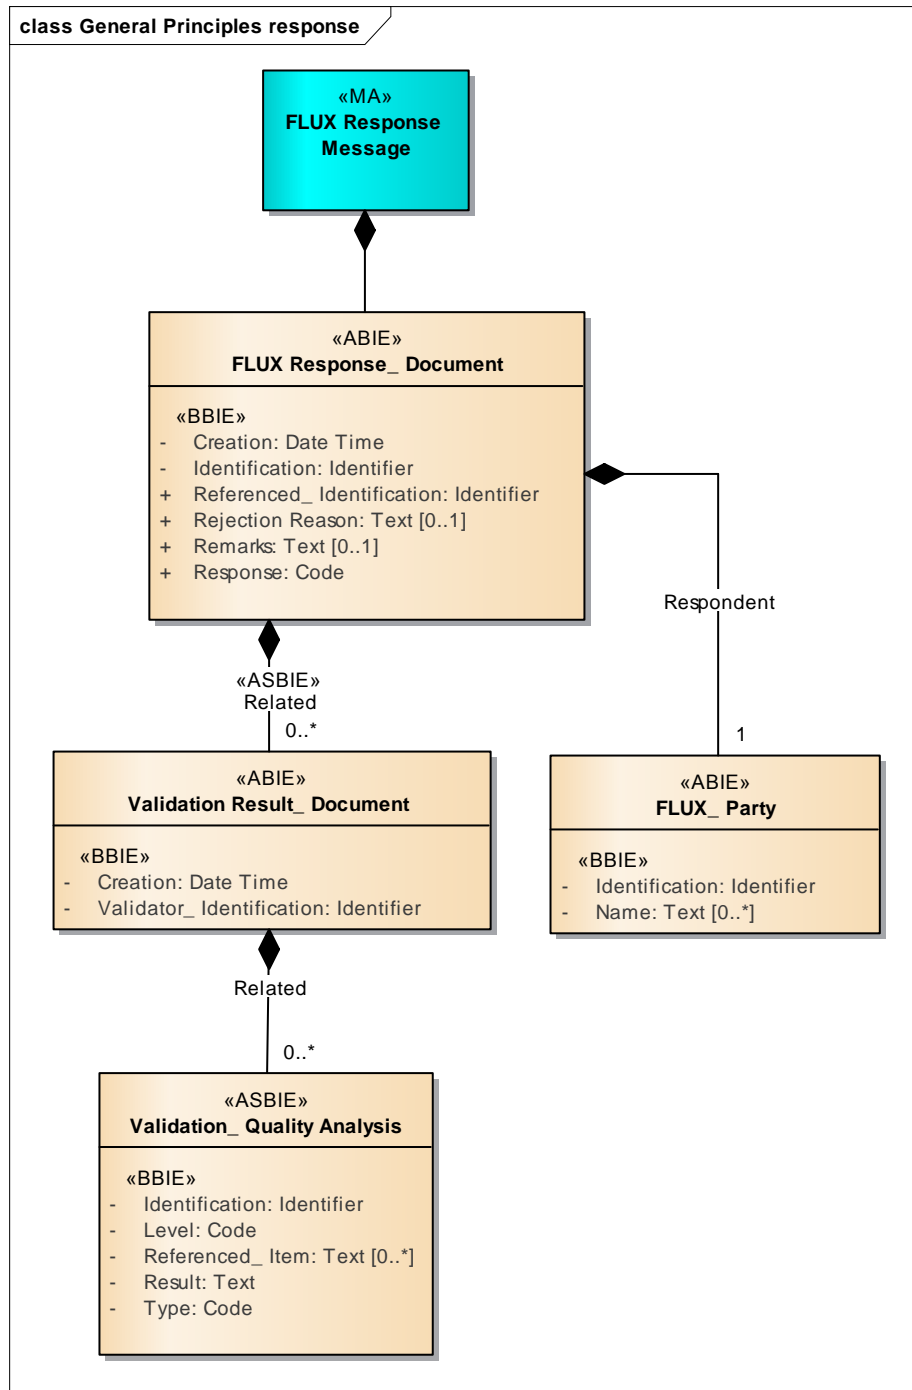 class General Principles response
«MA»
FLUX Response
Message
«ABIE»
FLUX Response_ Document
«BBIE»
- Creation: Date Time
- Identification: Identifier
+ Referenced_ Identification: Identifier
+ Rejection Reason: Text [0..1]
+ Remarks: Text [0..1]
+ Response: Code
Respondent
1
«ASBIE»
Related
0..*
«ABIE»
Validation Result_ Document
«BBIE»
- Creation: Date Time
- Validator_ Identification: Identifier
«ABIE»
FLUX_ Party
«BBIE»
- Identification: Identifier
- Name: Text [0..*]
Related
0..*
«ASBIE»
Validation_ Quality Analysis
«BBIE»
- Identification: Identifier
- Level: Code
- Referenced_ Item: Text [0..*]
- Result: Text
- Type: Code